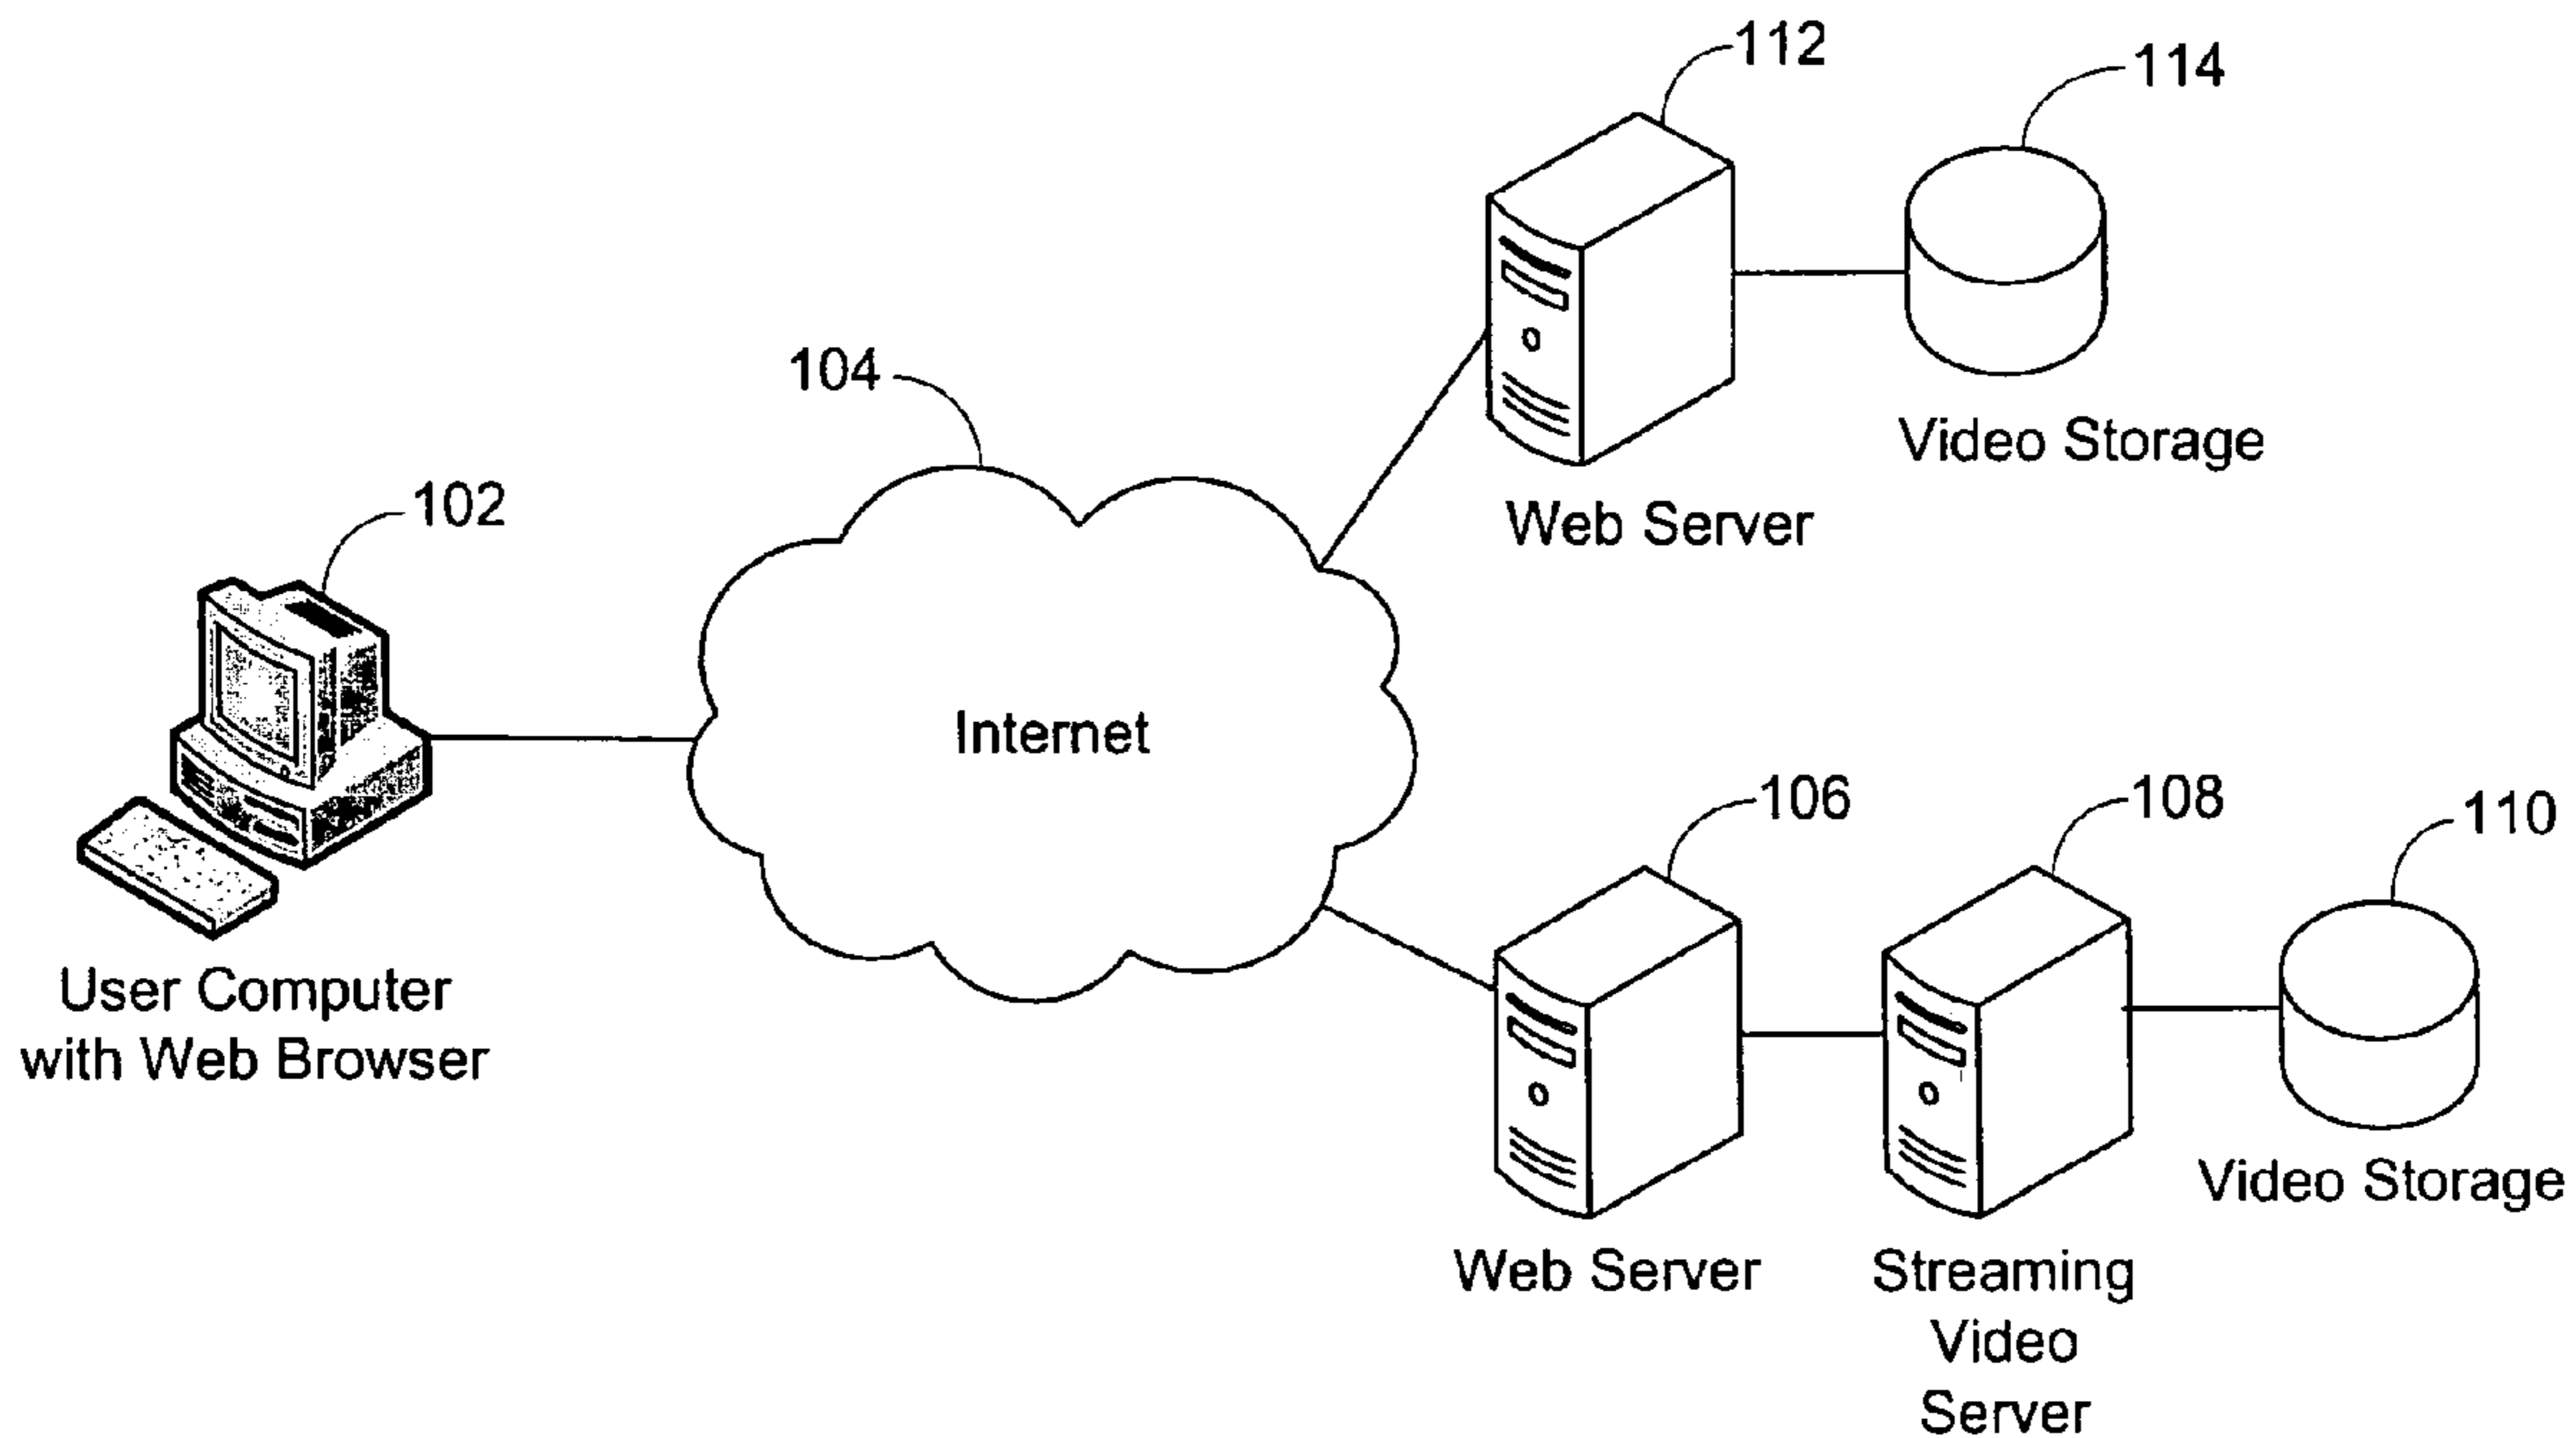 112
114
Video Storage
Web Server
104
102
Internet
User Computer
with Web Browser
106
108
110
Video Storage
Web Server
Streaming
Video
Server